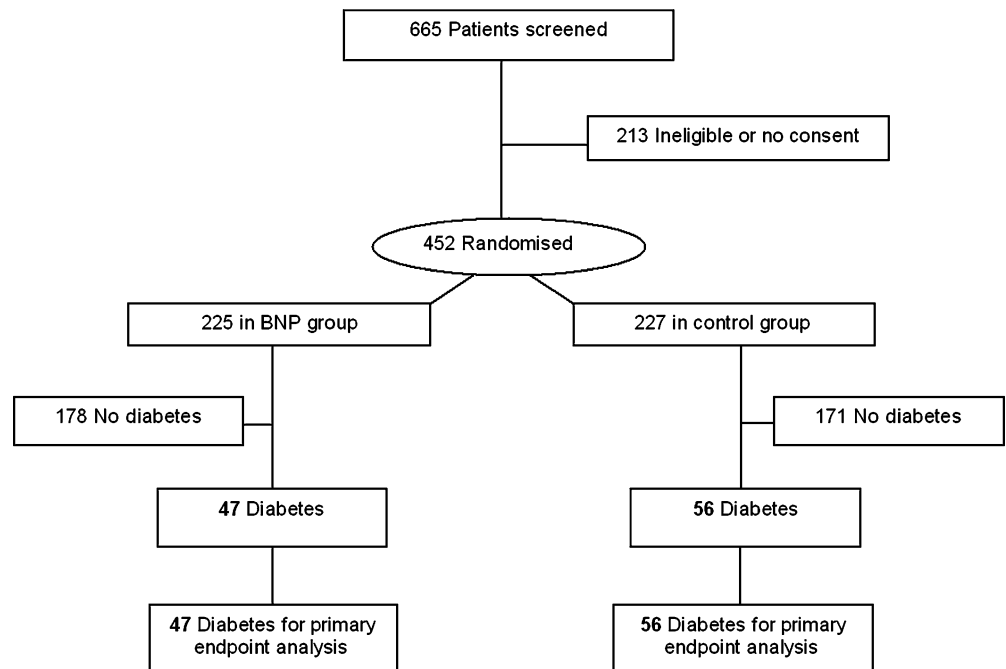 665 Patients screened
213 Ineligible or no consent
452 Randomised
225 in BNP group
227 in control group
178 No diabetes
171 No diabetes
47 Diabetes
56 Diabetes
47 Diabetes for primary
endpoint analysis
56 Diabetes for primary
endpoint analysis